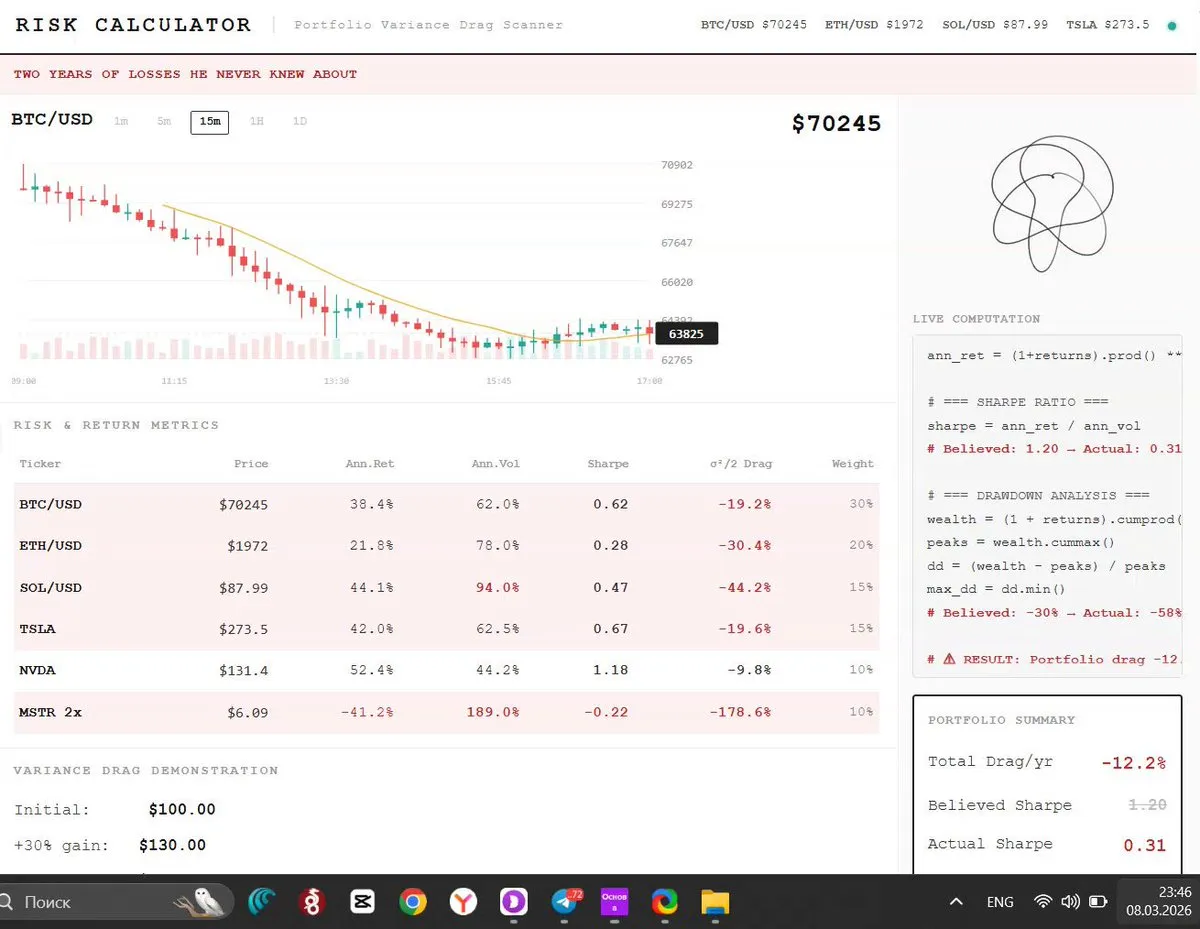 RISK CALCULATOR
Portfolio Variance Drag Scanner
BTC/USD $70245 ETH/USD $1972 SOL/USD $87.99 TSLA $273.5
TWO YEARS OF LOSSES HE NEVER KNEW ABOUT
BTC/USD 1m 5m 15m 1H 1D
$70245
70902
69275
67647
66020
63825
62765
09:00 11:15 13:30 15:45 17:00
RISK & RETURN METRICS
Ticker Price Ann.Ret Ann.Vol Sharpe σ²/2 Drag Weight
BTC/USD $70245 38.4% 62.0% 0.62 -19.2% 30%
ETH/USD $1972 21.8% 78.0% 0.28 -30.4% 20%
SOL/USD $87.99 44.1% 94.0% 0.47 -44.2% 15%
TSLA $273.5 42.0% 62.5% 0.67 -19.6% 15%
NVDA $131.4 52.4% 44.2% 1.18 -9.8% 10%
MSTR 2x $6.09 -41.2% 189.0% -0.22 -178.6% 10%
VARIANCE DRAG DEMONSTRATION
Initial: $100.00
+30% gain: $130.00
LIVE COMPUTATION
ann_ret = (1+returns).prod() **
# === SHARPE RATIO ===
sharpe = ann_ret / ann_vol
# Believed: 1.20 → Actual: 0.31
# === DRAWDOWN ANALYSIS ===
wealth = (1 + returns).cumprod(
peaks = wealth.cummax()
dd = (wealth - peaks) / peaks
max_dd = dd.min()
# Believed: -30% → Actual: -58%
# ⚠ RESULT: Portfolio drag -12.
PORTFOLIO SUMMARY
Total Drag/yr -12.2%
Believed Sharpe 1.20
Actual Sharpe 0.31
Поиск
72
Основа
ENG
23:46
08.03.2026